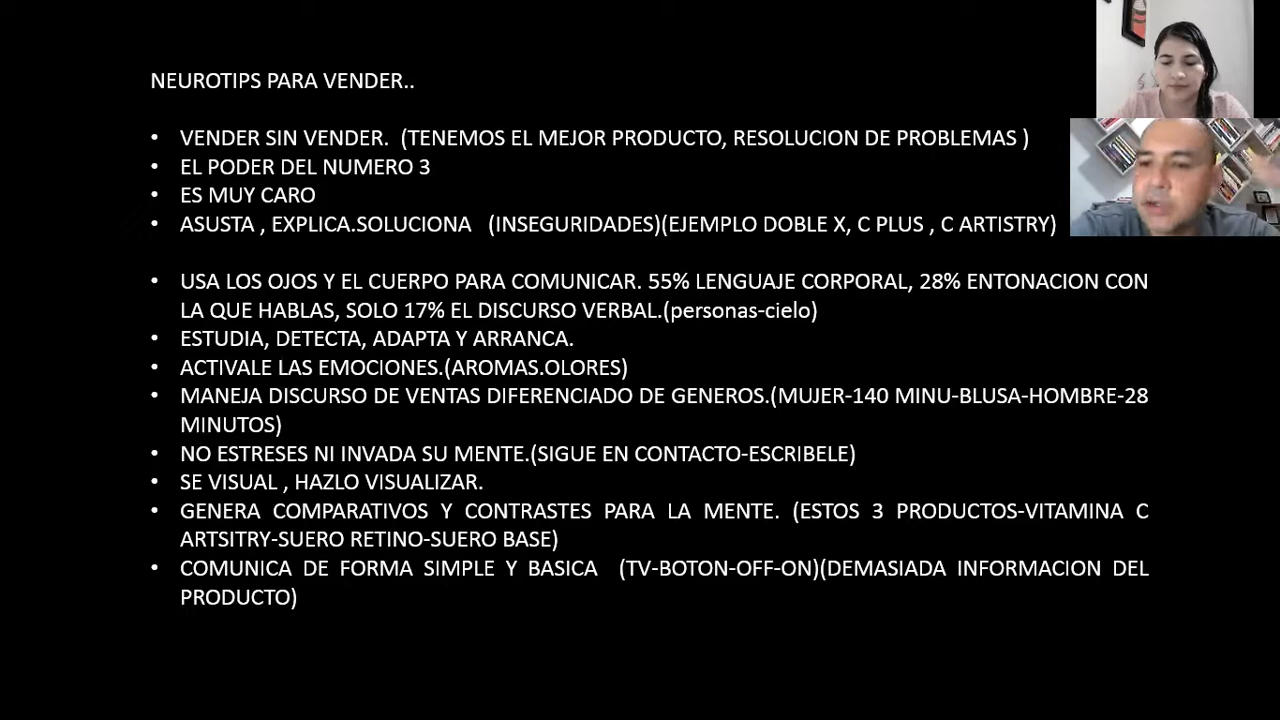 NEUROTIPS PARA VENDER..
• VENDER SIN VENDER. (TENEMOS EL MEJOR PRODUCTO, RESOLUCION DE PROBLEMAS )
• EL PODER DEL NUMERO 3
• ES MUY CARO
• ASUSTA , EXPLICA.SOLUCIONA (INSEGURIDADES)(EJEMPLO DOBLE X, C PLUS , C ARTISTRY)
• USA LOS OJOS Y EL CUERPO PARA COMUNICAR. 55% LENGUAJE CORPORAL, 28% ENTONACION CON
LA QUE HABLAS, SOLO 17% EL DISCURSO VERBAL.(personas-cielo)
• ESTUDIA, DETECTA, ADAPTA Y ARRANCA.
• ACTIVALE LAS EMOCIONES.(AROMAS.OLORES)
• MANEJA DISCURSO DE VENTAS DIFERENCIADO DE GENEROS.(MUJER-140 MINU-BLUSA-HOMBRE-28
MINUTOS)
• NO ESTRESES NI INVADA SU MENTE.(SIGUE EN CONTACTO-ESCRIBELE)
• SE VISUAL , HAZLO VISUALIZAR.
• GENERA COMPARATIVOS Y CONTRASTES PARA LA MENTE. (ESTOS 3 PRODUCTOS-VITAMINA C
ARTSITRY-SUERO RETINO-SUERO BASE)
• COMUNICA DE FORMA SIMPLE Y BASICA (TV-BOTON-OFF-ON)(DEMASIADA INFORMACION DEL
PRODUCTO)